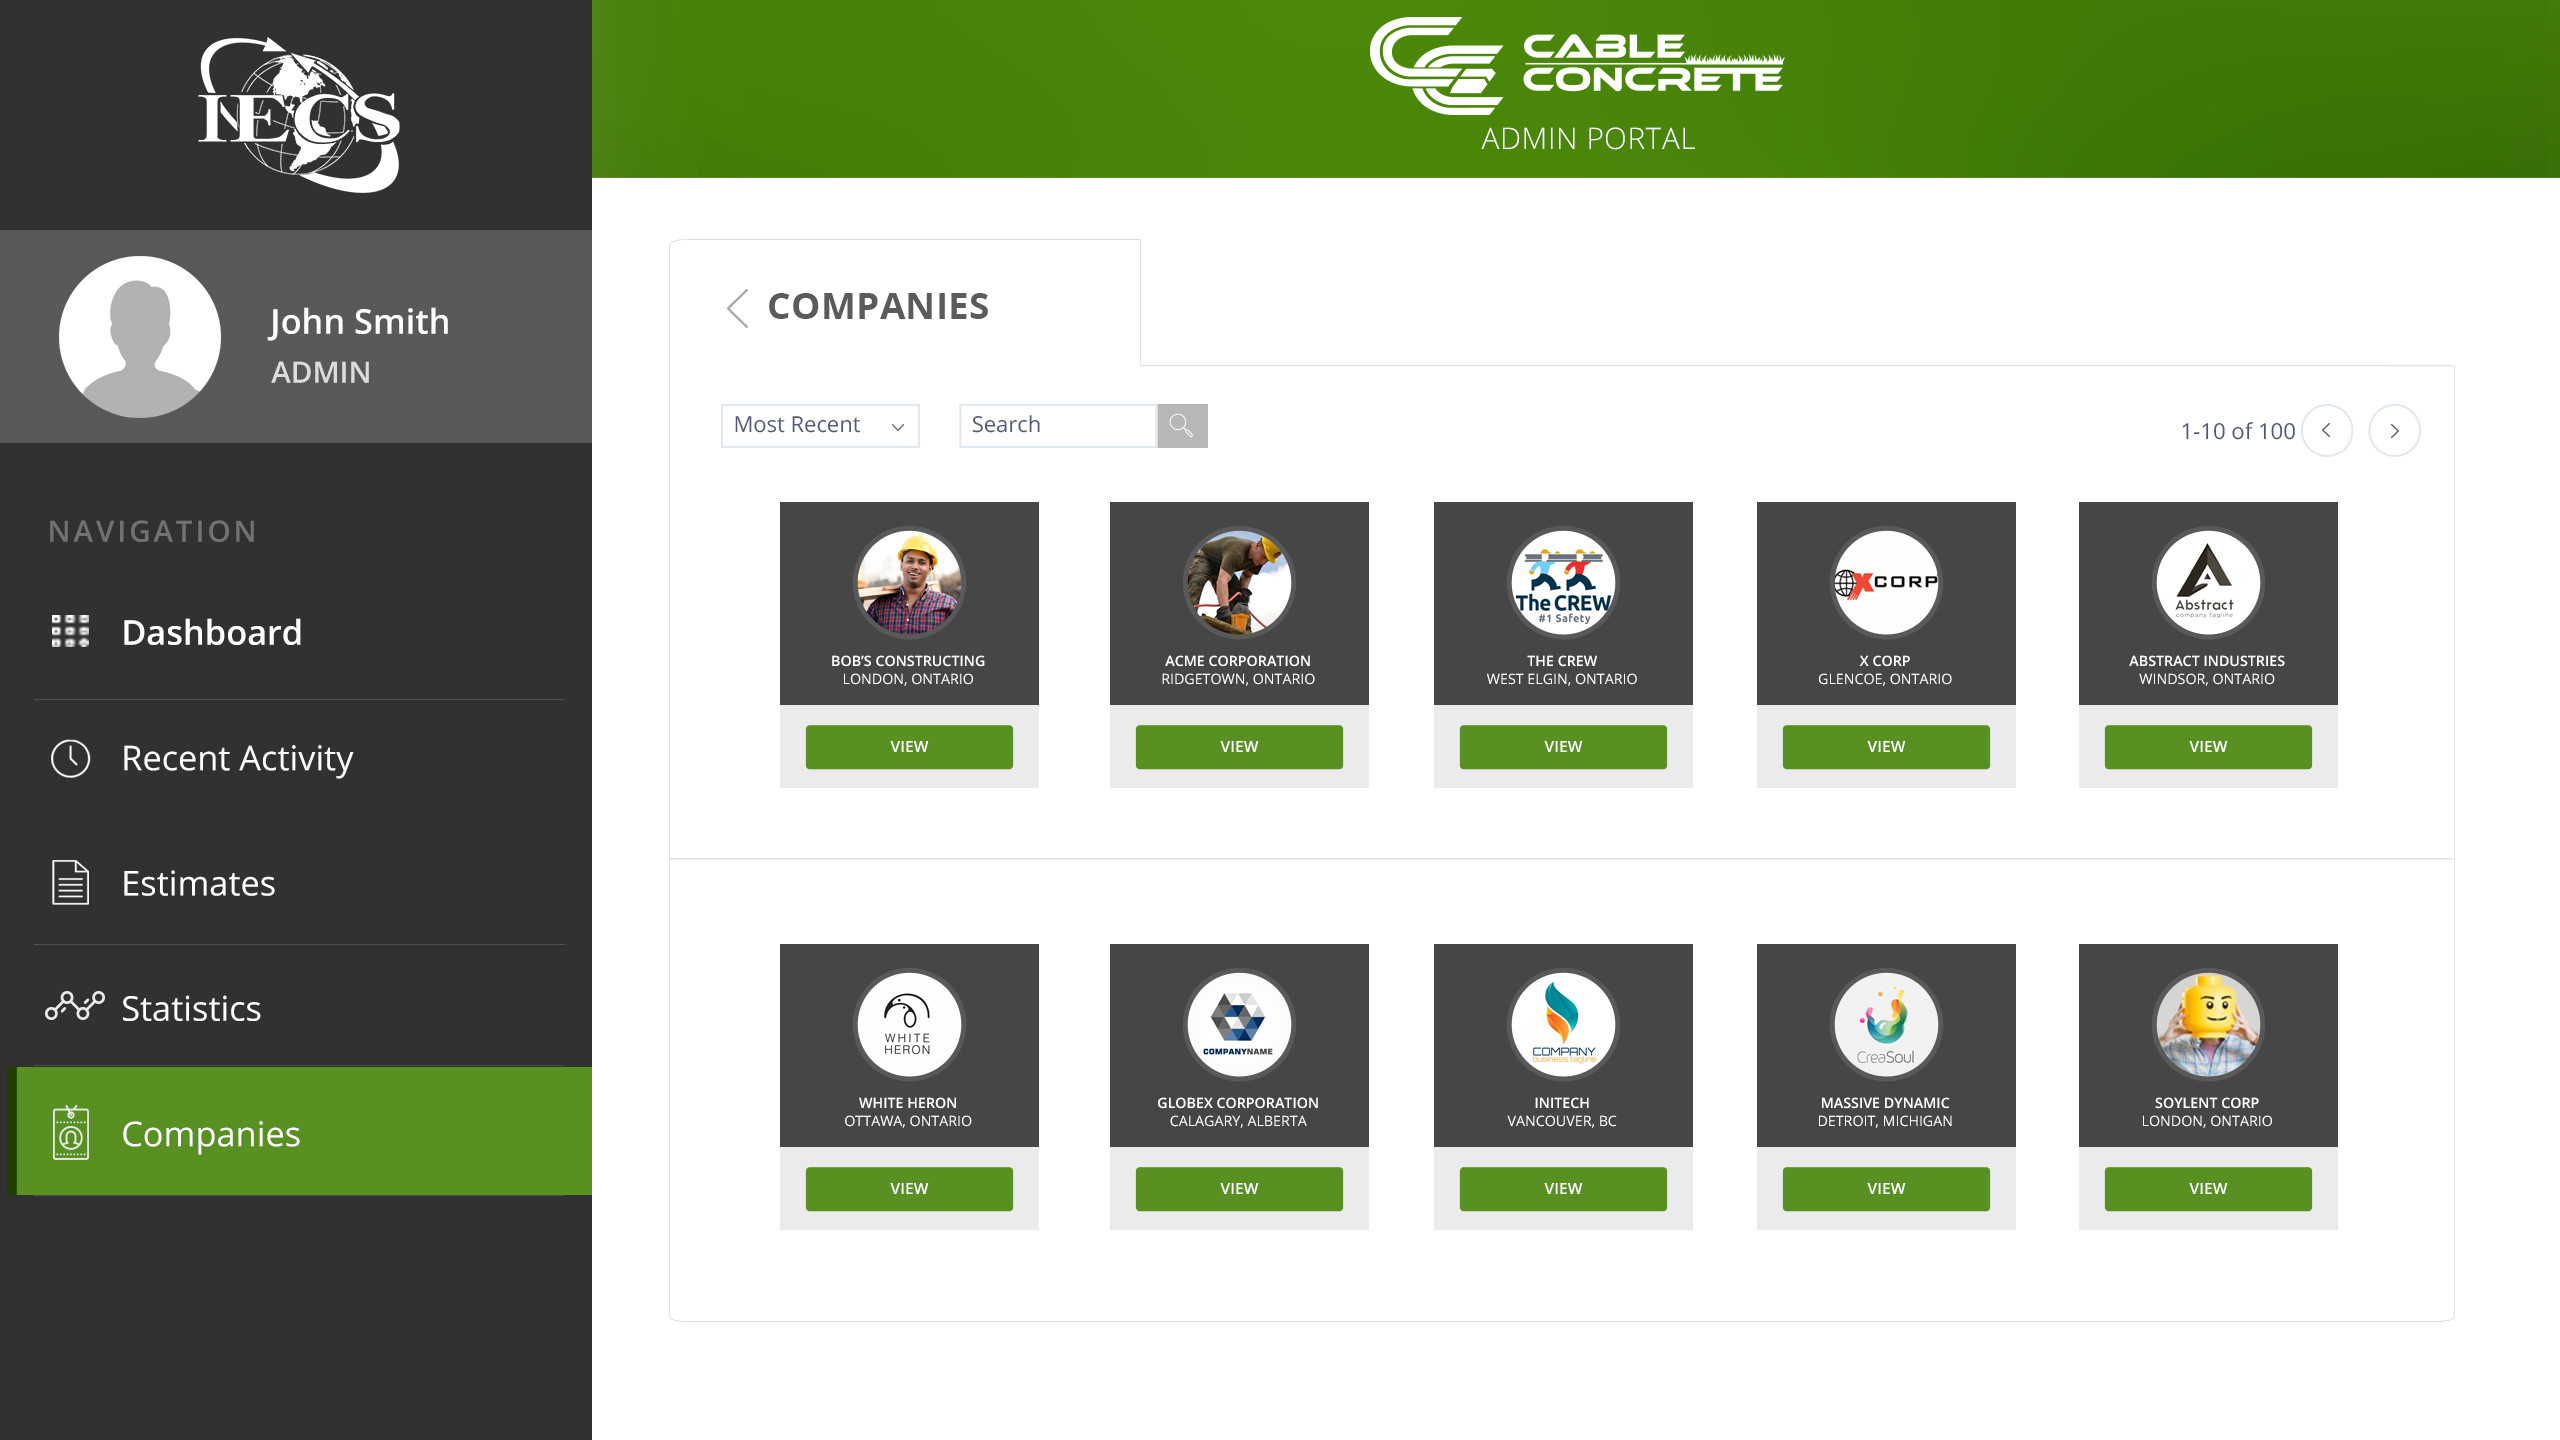 IECS
CABLE
CONCRETE
ADMIN PORTAL
John Smith
ADMIN
NAVIGATION
Dashboard
Recent Activity
Estimates
Statistics
Companies
COMPANIES
Most Recent
Search
1-10 of 100
The CREW
#1 Safety
XCORP
Abstract
company tagline
BOB'S CONSTRUCTING
LONDON, ONTARIO
ACME CORPORATION
RIDGETOWN, ONTARIO
THE CREW
WEST ELGIN, ONTARIO
X CORP
GLENCOE, ONTARIO
ABSTRACT INDUSTRIES
WINDSOR, ONTARIO
VIEW
VIEW
VIEW
VIEW
VIEW
WHITE
HERON
COMPANYNAME
COMPANY
business tagline
CreaSoul
WHITE HERON
OTTAWA, ONTARIO
GLOBEX CORPORATION
CALAGARY, ALBERTA
INITECH
VANCOUVER, BC
MASSIVE DYNAMIC
DETROIT, MICHIGAN
SOYLENT CORP
LONDON, ONTARIO
VIEW
VIEW
VIEW
VIEW
VIEW